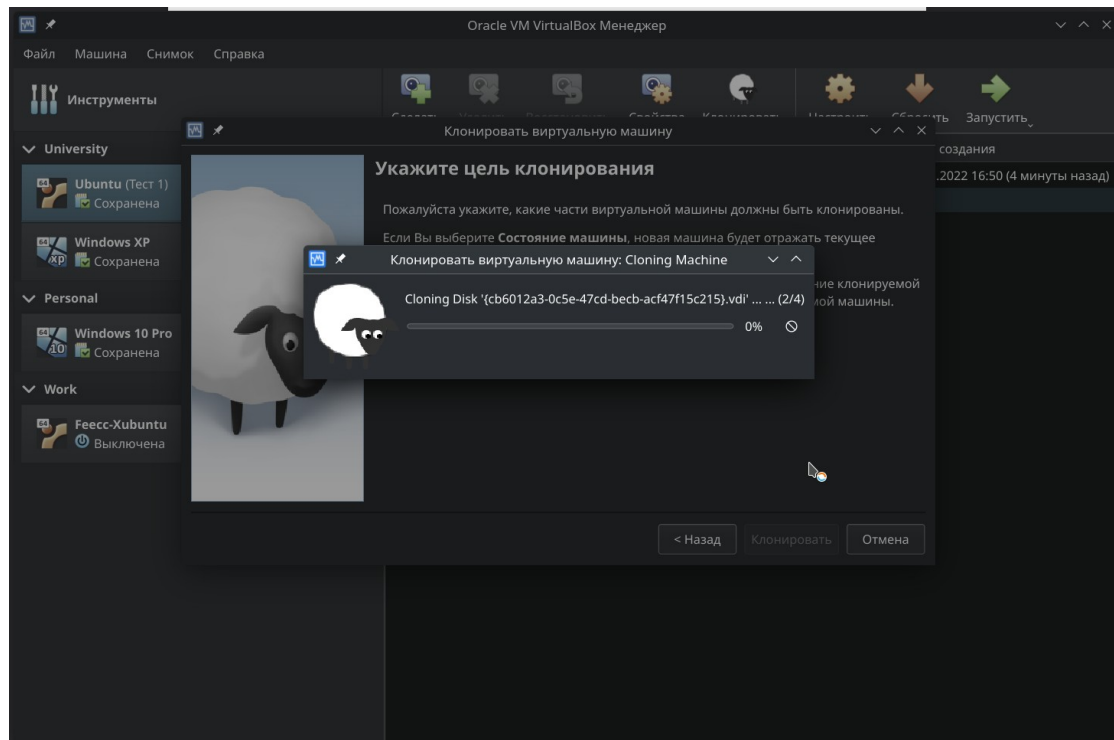 Oracle VM VirtualBox Менеджер
Файл Машина Снимок Справка
Инструменты
Запустить
Клонировать виртуальную машину
University
создания
Укажите цель клонирования
.2022 16:50 (4 минуты назад)
Ubuntu (Тест 1)
Сохранена
Пожалуйста укажите, какие части виртуальной машины должны быть клонированы.
Если Вы выберите Состояние машины, новая машина будет отражать текущее
64
Windows XP
Сохранена
Клонировать виртуальную машину: Cloning Machine
клонируемой
машины.
Cloning Disk '{cb6012a3-0c5e-47cd-becb-acf47f15c215}.vdi' ... ... (2/4)
0%
Personal
64
10
Windows 10 Pro
Сохранена
Work
64
Feecc-Xubuntu
Выключена
< Назад Клонировать Отмена